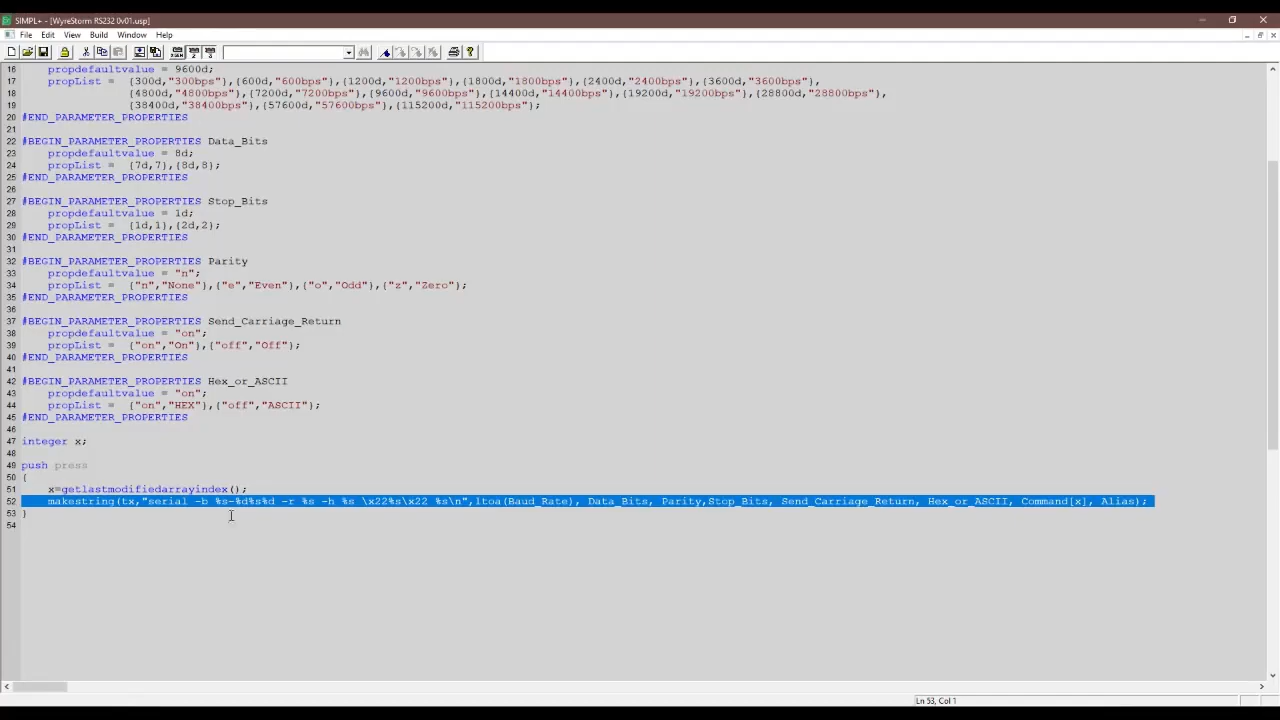 SIMPL+ - [WyreStorm RS232 0v01.usp]
File Edit View Build Window Help
16 propdefaultvalue = 9600d;
17 propList = {300d,"300bps"},{600d,"600bps"},{1200d,"1200bps"},{1800d,"1800bps"},{2400d,"2400bps"},{3600d,"3600bps"},
18 {4800d,"4800bps"},{7200d,"7200bps"},{9600d,"9600bps"},{14400d,"14400bps"},{19200d,"19200bps"},{28800d,"28800bps"},
19 {38400d,"38400bps"},{57600d,"57600bps"},{115200d,"115200bps"};
20 #END_PARAMETER_PROPERTIES
21
22 #BEGIN_PARAMETER_PROPERTIES Data_Bits
23 propdefaultvalue = 8d;
24 propList = {7d,7},{8d,8};
25 #END_PARAMETER_PROPERTIES
26
27 #BEGIN_PARAMETER_PROPERTIES Stop_Bits
28 propdefaultvalue = 1d;
29 propList = {1d,1},{2d,2};
30 #END_PARAMETER_PROPERTIES
31
32 #BEGIN_PARAMETER_PROPERTIES Parity
33 propdefaultvalue = "n";
34 propList = {"n","None"},{"e","Even"},{"o","Odd"},{"z","Zero"};
35 #END_PARAMETER_PROPERTIES
36
37 #BEGIN_PARAMETER_PROPERTIES Send_Carriage_Return
38 propdefaultvalue = "on";
39 propList = {"on","On"},{"off","Off"};
40 #END_PARAMETER_PROPERTIES
41
42 #BEGIN_PARAMETER_PROPERTIES Hex_or_ASCII
43 propdefaultvalue = "on";
44 propList = {"on","HEX"},{"off","ASCII"};
45 #END_PARAMETER_PROPERTIES
46
47 integer x;
48
49 push press
50 {
51 x=getlastmodifiedarrayindex();
52 makestring(tx,"serial -b %s-%d%s%d -r %s -h %s \x22%s\x22 %s\n",ltoa(Baud_Rate), Data_Bits, Parity,Stop_Bits, Send_Carriage_Return, Hex_or_ASCII, Command[x], Alias);
53 }
54
Ln 53, Col 1